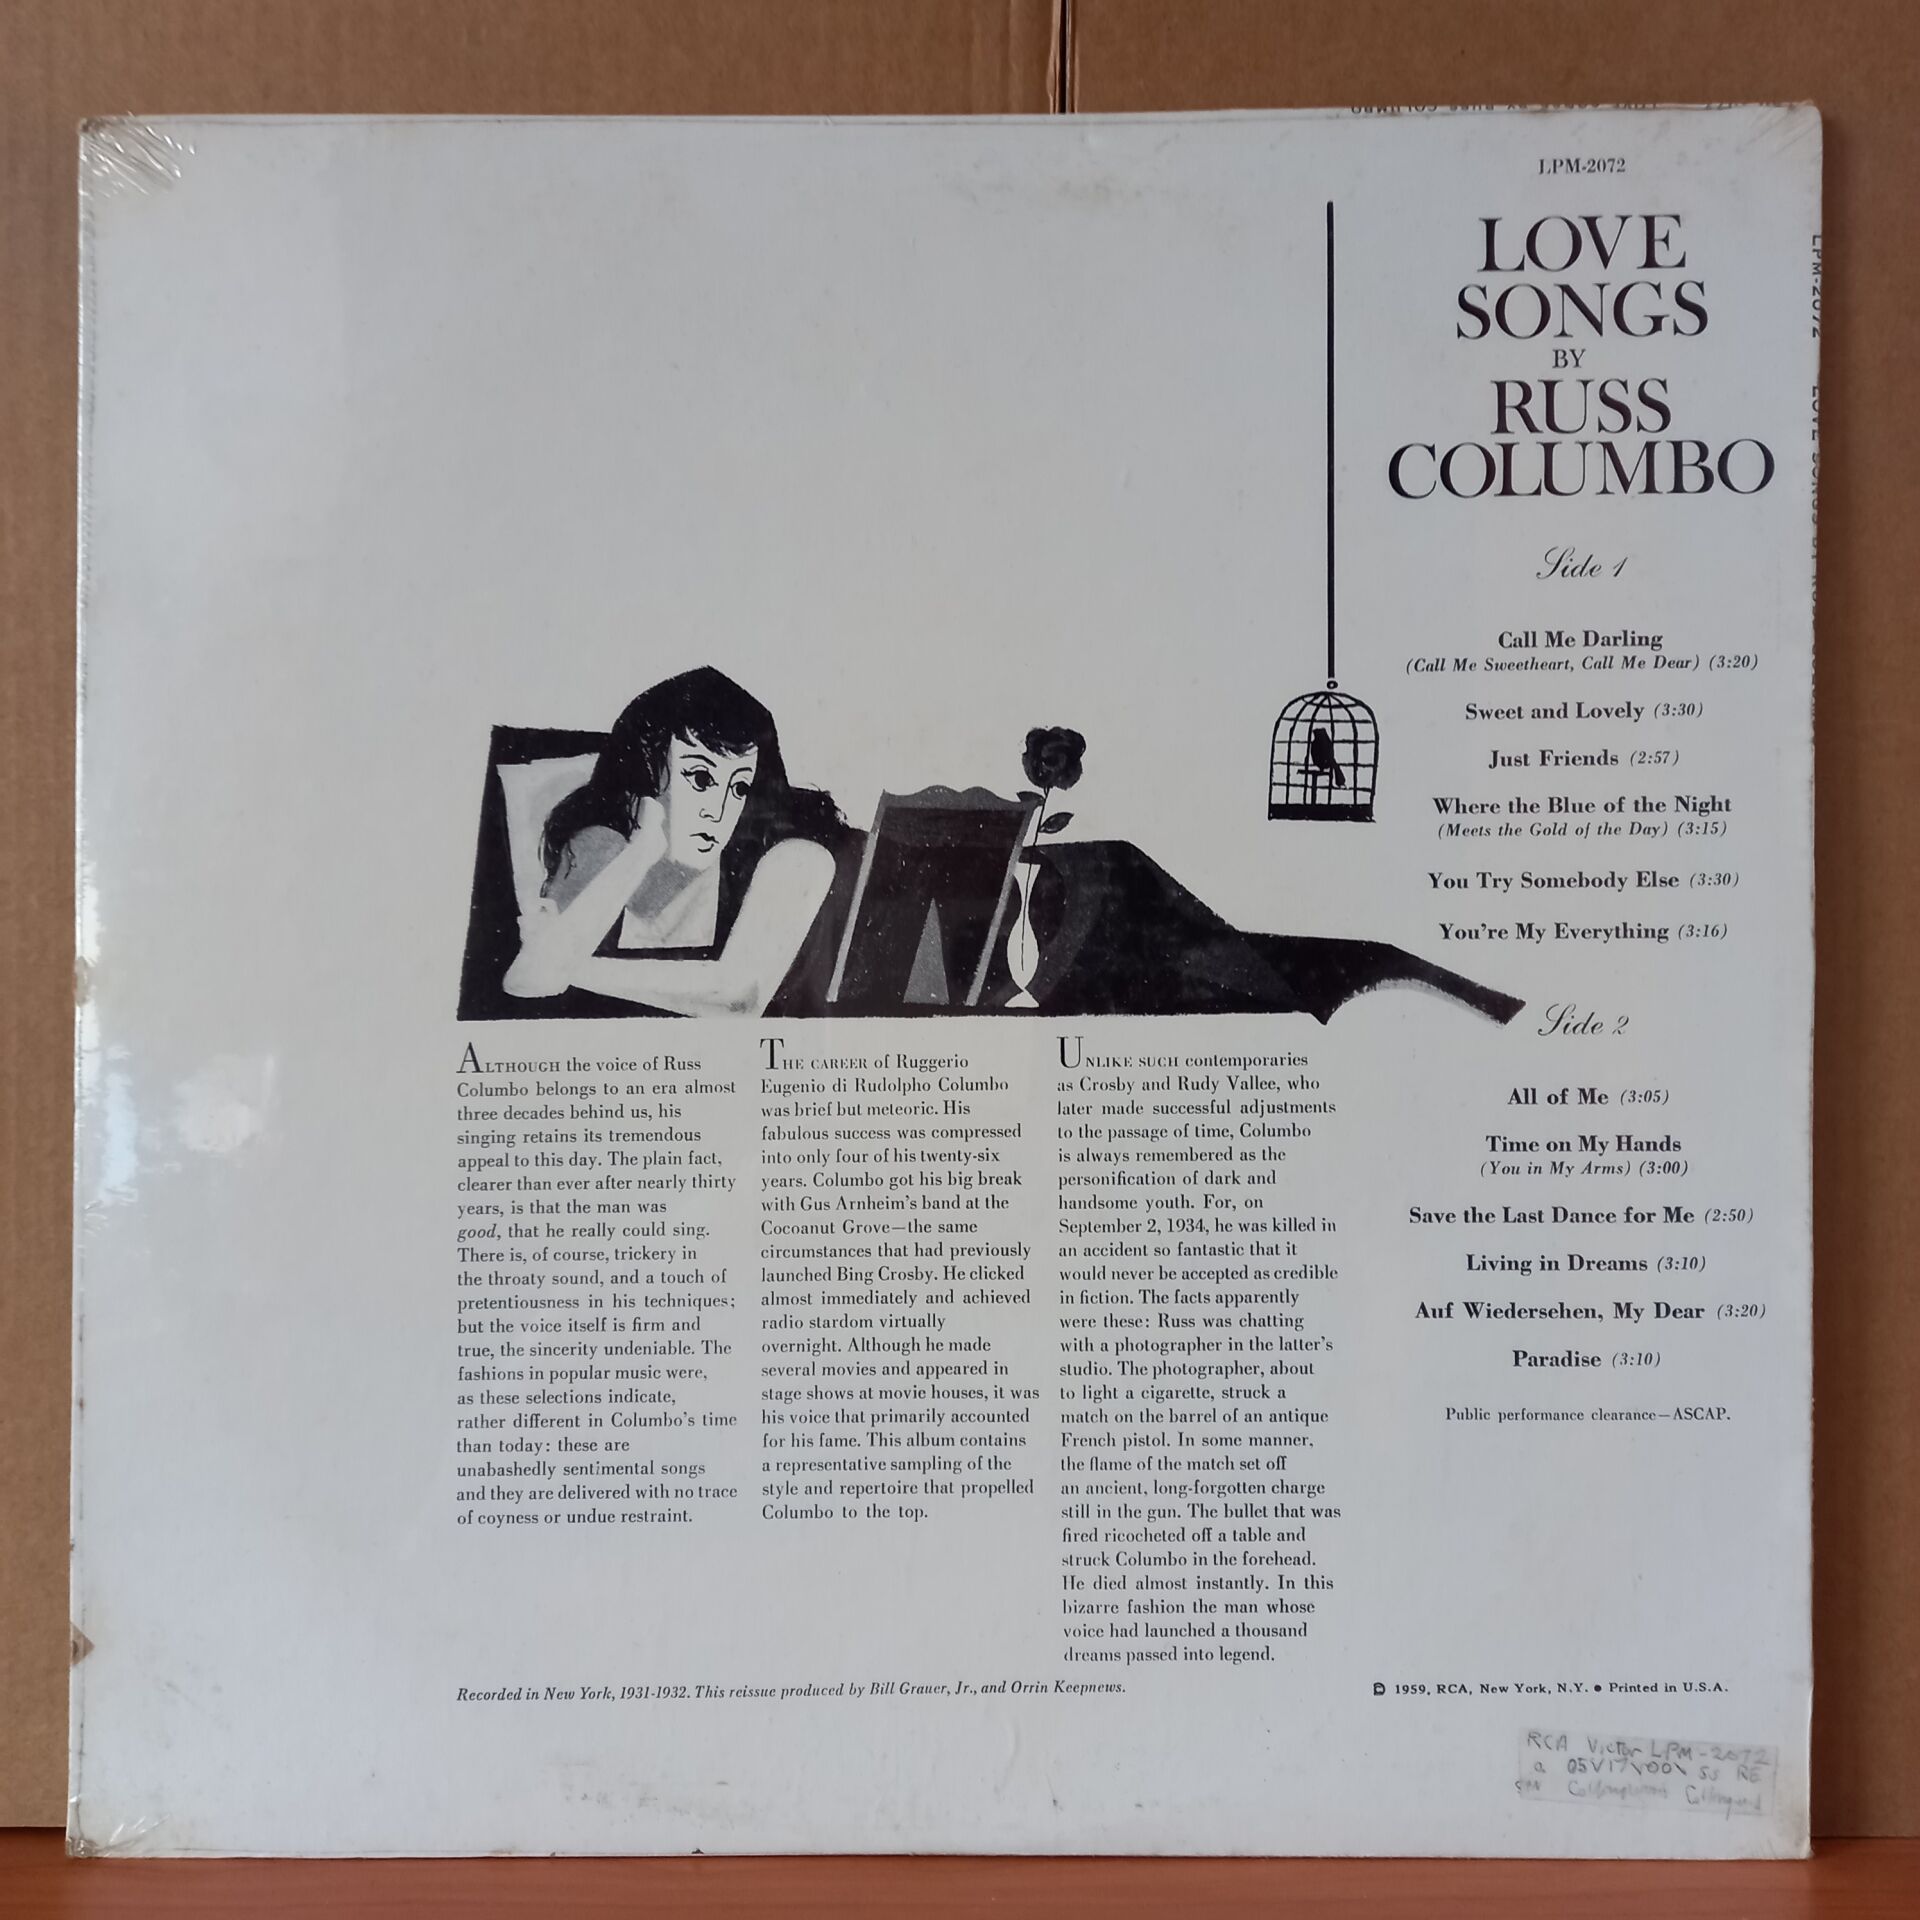 LPM-2072
LOVE
SONGS
BY
RUSS
COLUMBO
Side 1
Call Me Darling
(Call Me Sweetheart, Call Me Dear) (3:20)
Sweet and Lovely (3:30)
Just Friends (2:57)
Where the Blue of the Night
(Meets the Gold of the Day) (3:15)
You Try Somebody Else (3:30)
You're My Everything (3:16)
Side 2
All of Me (3:05)
Time on My Hands
(You in My Arms) (3:00)
Save the Last Dance for Me (2:50)
Living in Dreams (3:10)
Auf Wiedersehen, My Dear (3:20)
Paradise (3:10)
Public performance clearance—ASCAP.
ALTHOUGH the voice of Russ
Columbo belongs to an era almost
three decades behind us, his
singing retains its tremendous
appeal to this day. The plain fact,
clearer than ever after nearly thirty
years, is that the man was
good, that he really could sing.
There is, of course, trickery in
the throaty sound, and a touch of
pretentiousness in his techniques;
but the voice itself is firm and
true, the sincerity undeniable. The
fashions in popular music were,
as these selections indicate,
rather different in Columbo's time
than today: these are
unabashedly sentimental songs
and they are delivered with no trace
of coyness or undue restraint.
THE CAREER of Ruggerio
Eugenio di Rudolpho Columbo
was brief but meteoric. His
fabulous success was compressed
into only four of his twenty-six
years. Columbo got his big break
with Gus Arnheim's band at the
Cocoanut Grove—the same
circumstances that had previously
launched Bing Crosby. He clicked
almost immediately and achieved
radio stardom virtually
overnight. Although he made
several movies and appeared in
stage shows at movie houses, it was
his voice that primarily accounted
for his fame. This album contains
a representative sampling of the
style and repertoire that propelled
Columbo to the top.
UNLIKE SUCH contemporaries
as Crosby and Rudy Vallee, who
later made successful adjustments
to the passage of time, Columbo
is always remembered as the
personification of dark and
handsome youth. For, on
September 2, 1934, he was killed in
an accident so fantastic that it
would never be accepted as credible
in fiction. The facts apparently
were these: Russ was chatting
with a photographer in the latter's
studio. The photographer, about
to light a cigarette, struck a
match on the barrel of an antique
French pistol. In some manner,
the flame of the match set off
an ancient, long-forgotten charge
still in the gun. The bullet that was
fired ricocheted off a table and
struck Columbo in the forehead.
He died almost instantly. In this
bizarre fashion the man whose
voice had launched a thousand
dreams passed into legend.
Recorded in New York, 1931-1932. This reissue produced by Bill Grauer, Jr., and Orrin Keepnews.
℗ 1959, RCA, New York, N.Y. ● Printed in U.S.A.
RCA Victor LPM-2072
LPM-2072 LOVE SONGS BY RUSS COLUMBO